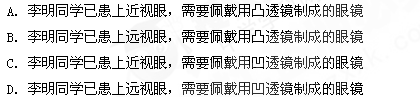 A. 李明同学已患上近视眼，需要佩戴用凸透镜制成的眼镜
B. 李明同学已患上远视眼，需要佩戴用凸透镜制成的眼镜
C. 李明同学已患上近视眼，需要佩戴用凹透镜制成的眼镜
D. 李明同学已患上远视眼，需要佩戴用凹透镜制成的眼镜